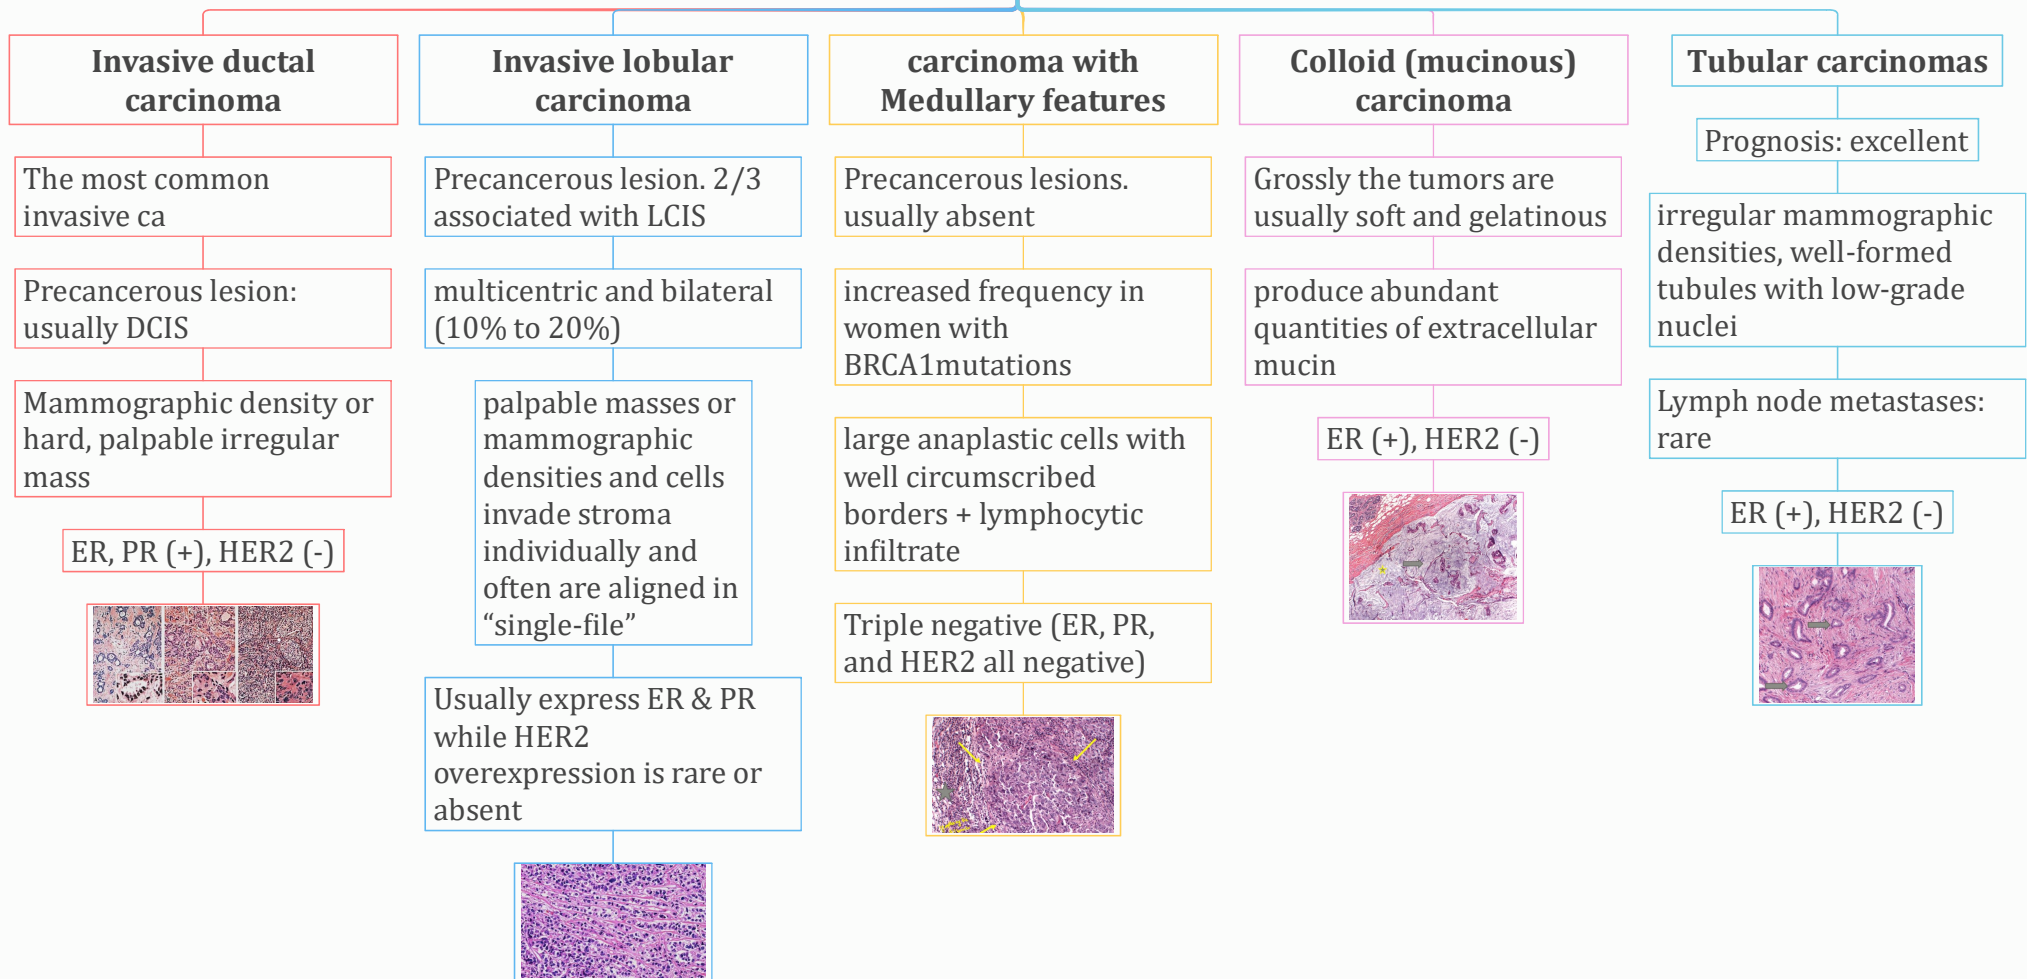 Invasive ductal
carcinoma
The most common
invasive ca
Precancerous lesion:
usually DCIS
Mammographic density or
hard, palpable irregular
mass
ER, PR (+), HER2 (-)
Invasive lobular
carcinoma
Precancerous lesion. 2/3
associated with LCIS
multicentric and bilateral
(10% to 20%)
palpable masses or
mammographic
densities and cells
invade stroma
individually and
often are aligned in
“single-file”
Usually express ER & PR
while HER2
overexpression is rare or
absent
carcinoma with
Medullary features
Precancerous lesions.
usually absent
increased frequency in
women with
BRCA1mutations
large anaplastic cells with
well circumscribed
borders + lymphocytic
infiltrate
Triple negative (ER, PR,
and HER2 all negative)
Colloid (mucinous)
carcinoma
Grossly the tumors are
usually soft and gelatinous
produce abundant
quantities of extracellular
mucin
ER (+), HER2 (-)
Tubular carcinomas
Prognosis: excellent
irregular mammographic
densities, well-formed
tubules with low-grade
nuclei
Lymph node metastases:
rare
ER (+), HER2 (-)